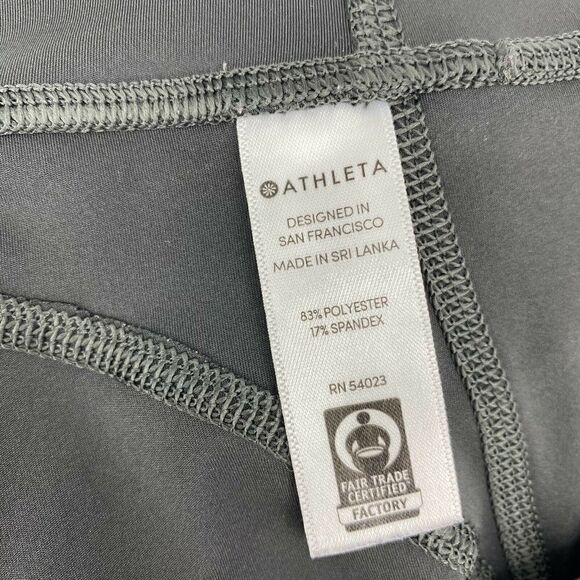 ATHLETA
DESIGNED IN
SAN FRANCISCO
MADE IN SRI LANKA
83% POLYESTER
17% SPANDEX
RN 54023
FAIR TRADE
CERTIFIED
FACTORY